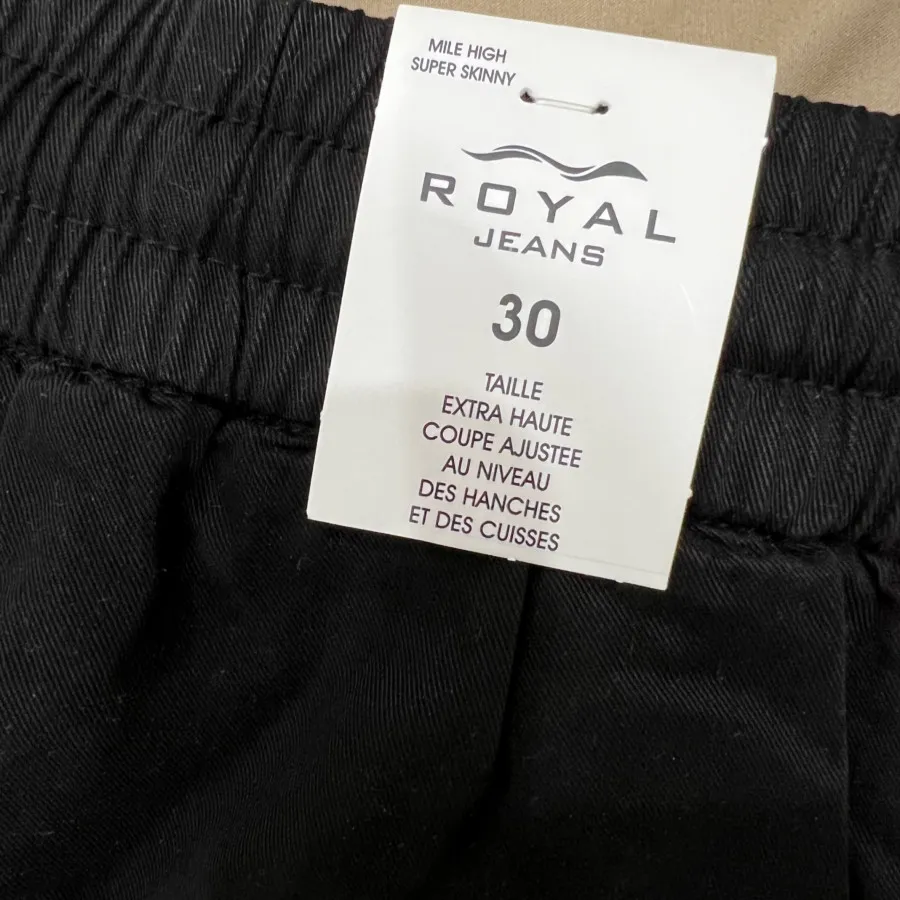 MILE HIGH
SUPER SKINNY
ROYAL
JEANS
30
TAILLE
EXTRA HAUTE
COUPE AJUSTEE
AU NIVEAU
DES HANCHES
ET DES CUISSES